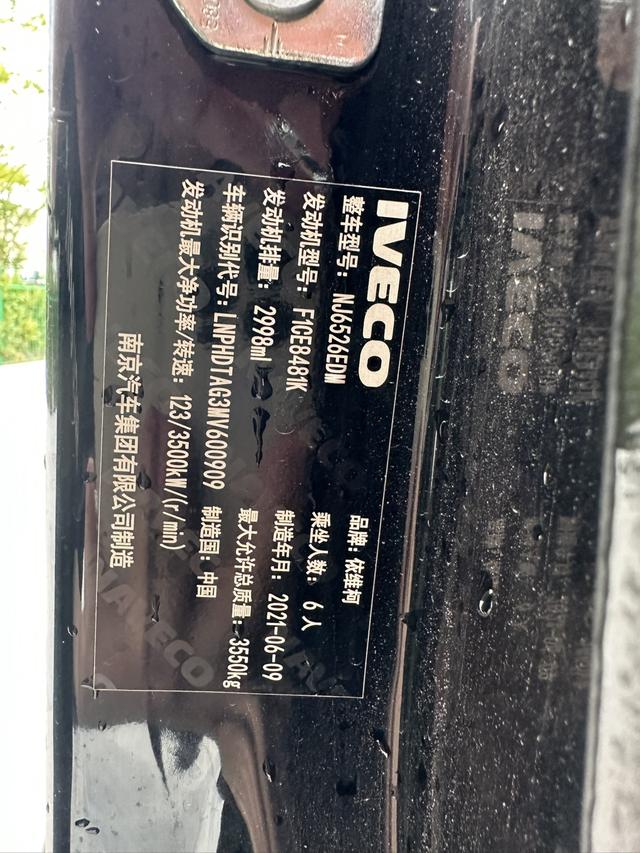 IVECO
整车型号: NJ6526EDM 品牌: 依维柯
发动机型号: F1CE8481K 乘坐人数: 6人
发动机排量: 2998ml 制造年月: 2021-06-09
车辆识别代号: LNPHDTAG3MV600909 最大允许总质量: 3550kg
发动机最大净功率/转速: 123/3500kW/(r/min) 制造国: 中国
南京汽车集团有限公司制造
NAVECO
IVECO